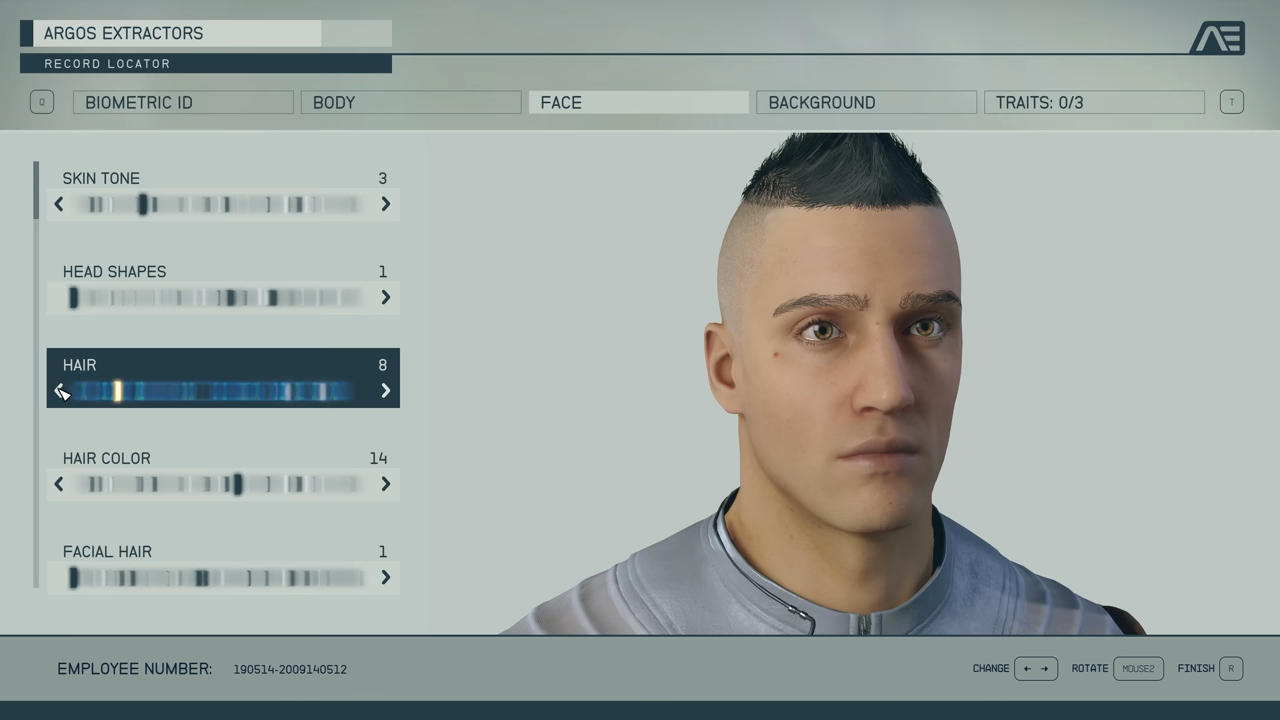 ARGOS EXTRACTORS
RECORD LOCATOR
AE
Q BIOMETRIC ID BODY FACE BACKGROUND TRAITS: 0/3 T
SKIN TONE 3
HEAD SHAPES 1
HAIR 8
HAIR COLOR 14
FACIAL HAIR 1
EMPLOYEE NUMBER: 190514-2009140512 CHANGE ← → ROTATE MOUSE2 FINISH R